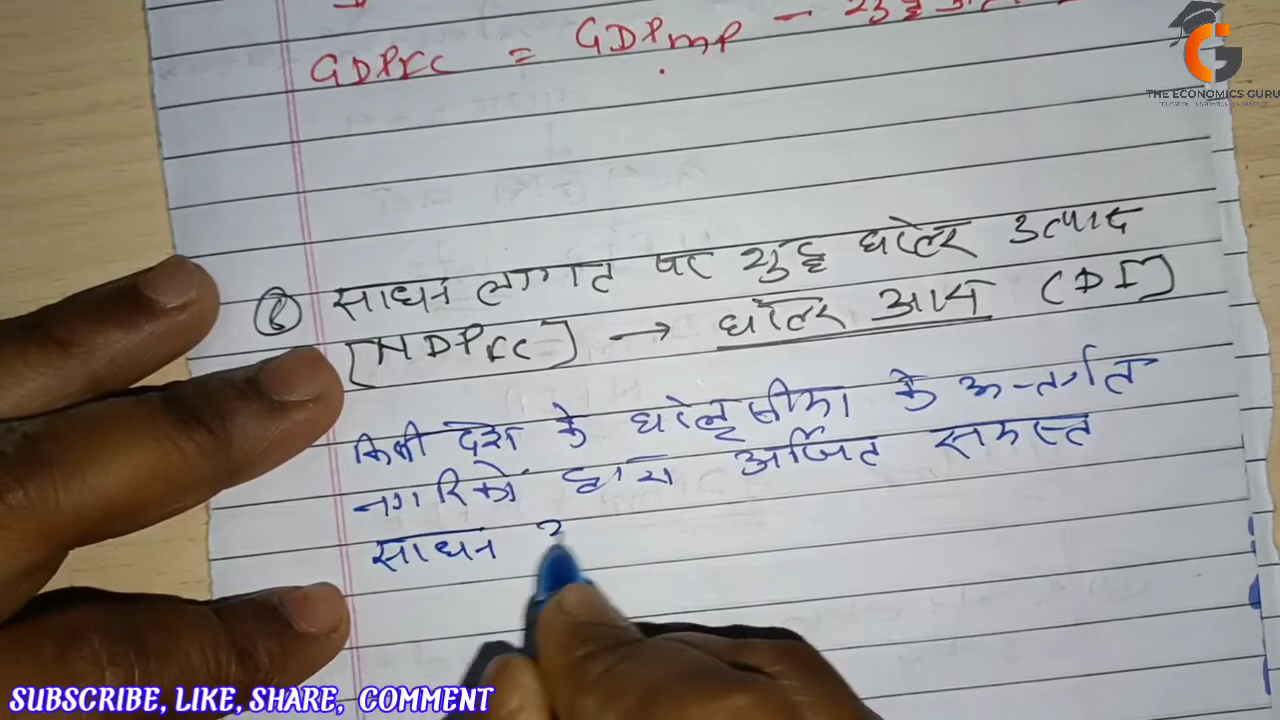 GDPFC = GDPmp - शुद्ध
THE ECONOMICS GURU
⑥ साधन लागत पर शुद्ध घरेलू उत्पाद
[NDPFC] → घरेलू आय (DI]
किसी देश के घरेलू सीमा के अन्तर्गत
नागरिकों द्वारा अर्जित समस्त
साधन
SUBSCRIBE, LIKE, SHARE, COMMENT